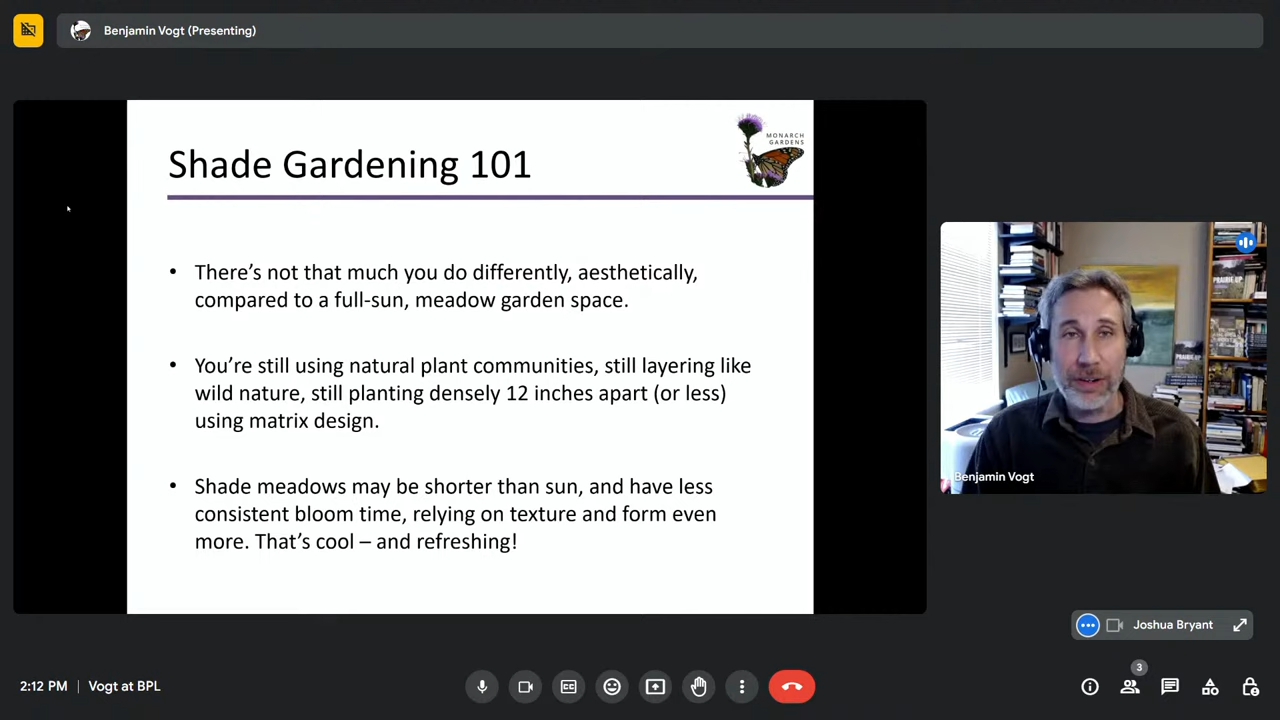 Benjamin Vogt (Presenting)
MONARCH
GARDENS
Shade Gardening 101
• There’s not that much you do differently, aesthetically,
compared to a full-sun, meadow garden space.
• You’re still using natural plant communities, still layering like
wild nature, still planting densely 12 inches apart (or less)
using matrix design.
• Shade meadows may be shorter than sun, and have less
consistent bloom time, relying on texture and form even
more. That’s cool – and refreshing!
PRAIRIE
UP
PRAIRIE UP
Benjamin Vogt
Joshua Bryant
3
2:12 PM | Vogt at BPL